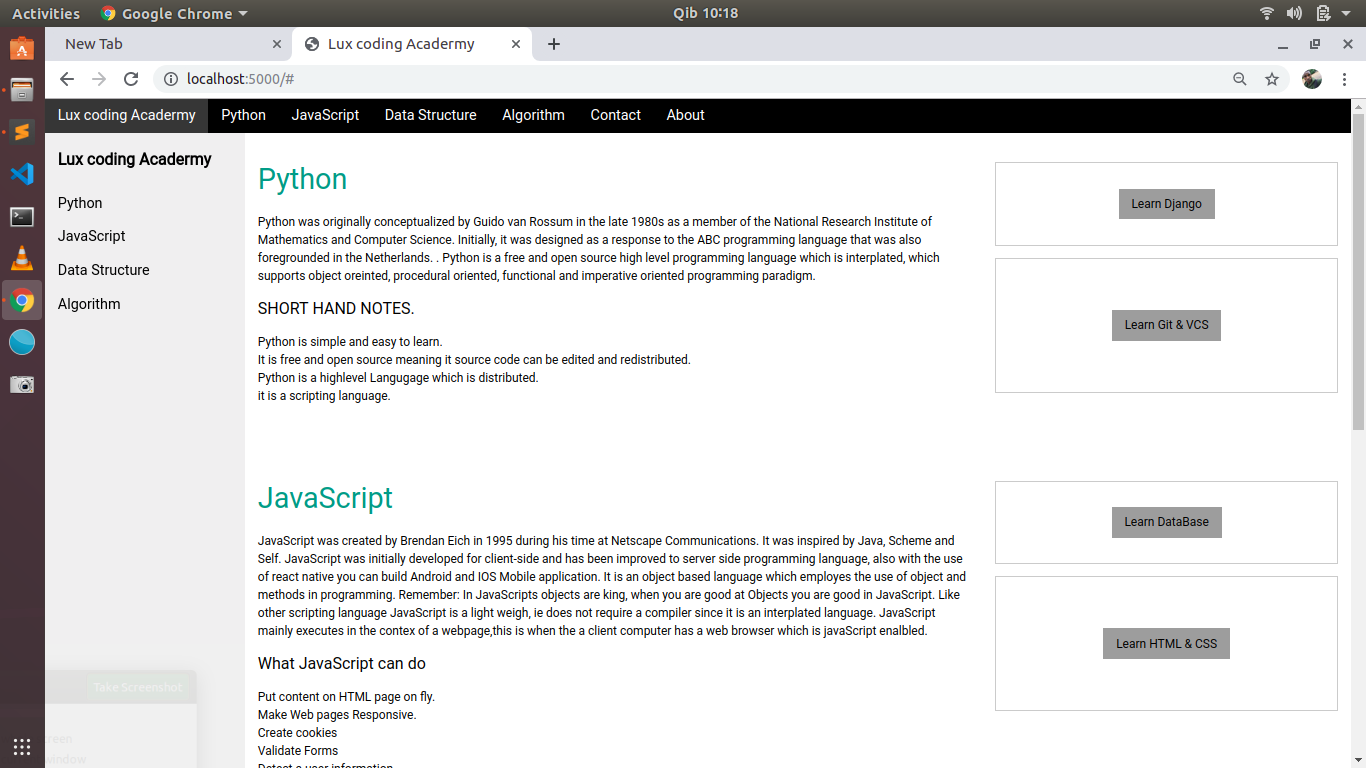 Activities Google Chrome Qib 10:18
New Tab Lux coding Acadermy
localhost:5000/#
Lux coding Acadermy Python JavaScript Data Structure Algorithm Contact About
Lux coding Acadermy
Python
JavaScript
Data Structure
Algorithm
Python
Python was originally conceptualized by Guido van Rossum in the late 1980s as a member of the National Research Institute of
Mathematics and Computer Science. Initially, it was designed as a response to the ABC programming language that was also
foregrounded in the Netherlands. . Python is a free and open source high level programming language which is interplated, which
supports object oreinted, procedural oriented, functional and imperative oriented programming paradigm.
SHORT HAND NOTES.
Python is simple and easy to learn.
It is free and open source meaning it source code can be edited and redistributed.
Python is a highlevel Langugage which is distributed.
it is a scripting language.
Learn Django
Learn Git & VCS
JavaScript
JavaScript was created by Brendan Eich in 1995 during his time at Netscape Communications. It was inspired by Java, Scheme and
Self. JavaScript was initially developed for client-side and has been improved to server side programming language, also with the use
of react native you can build Android and IOS Mobile application. It is an object based language which employes the use of object and
methods in programming. Remember: In JavaScripts objects are king, when you are good at Objects you are good in JavaScript. Like
other scripting language JavaScript is a light weigh, ie does not require a compiler since it is an interplated language. JavaScript
mainly executes in the contex of a webpage,this is when the a client computer has a web browser which is javaScript enalbled.
What JavaScript can do
Put content on HTML page on fly.
Make Web pages Responsive.
Create cookies
Validate Forms
Detect a user information
Learn DataBase
Learn HTML & CSS
Take Screenshot